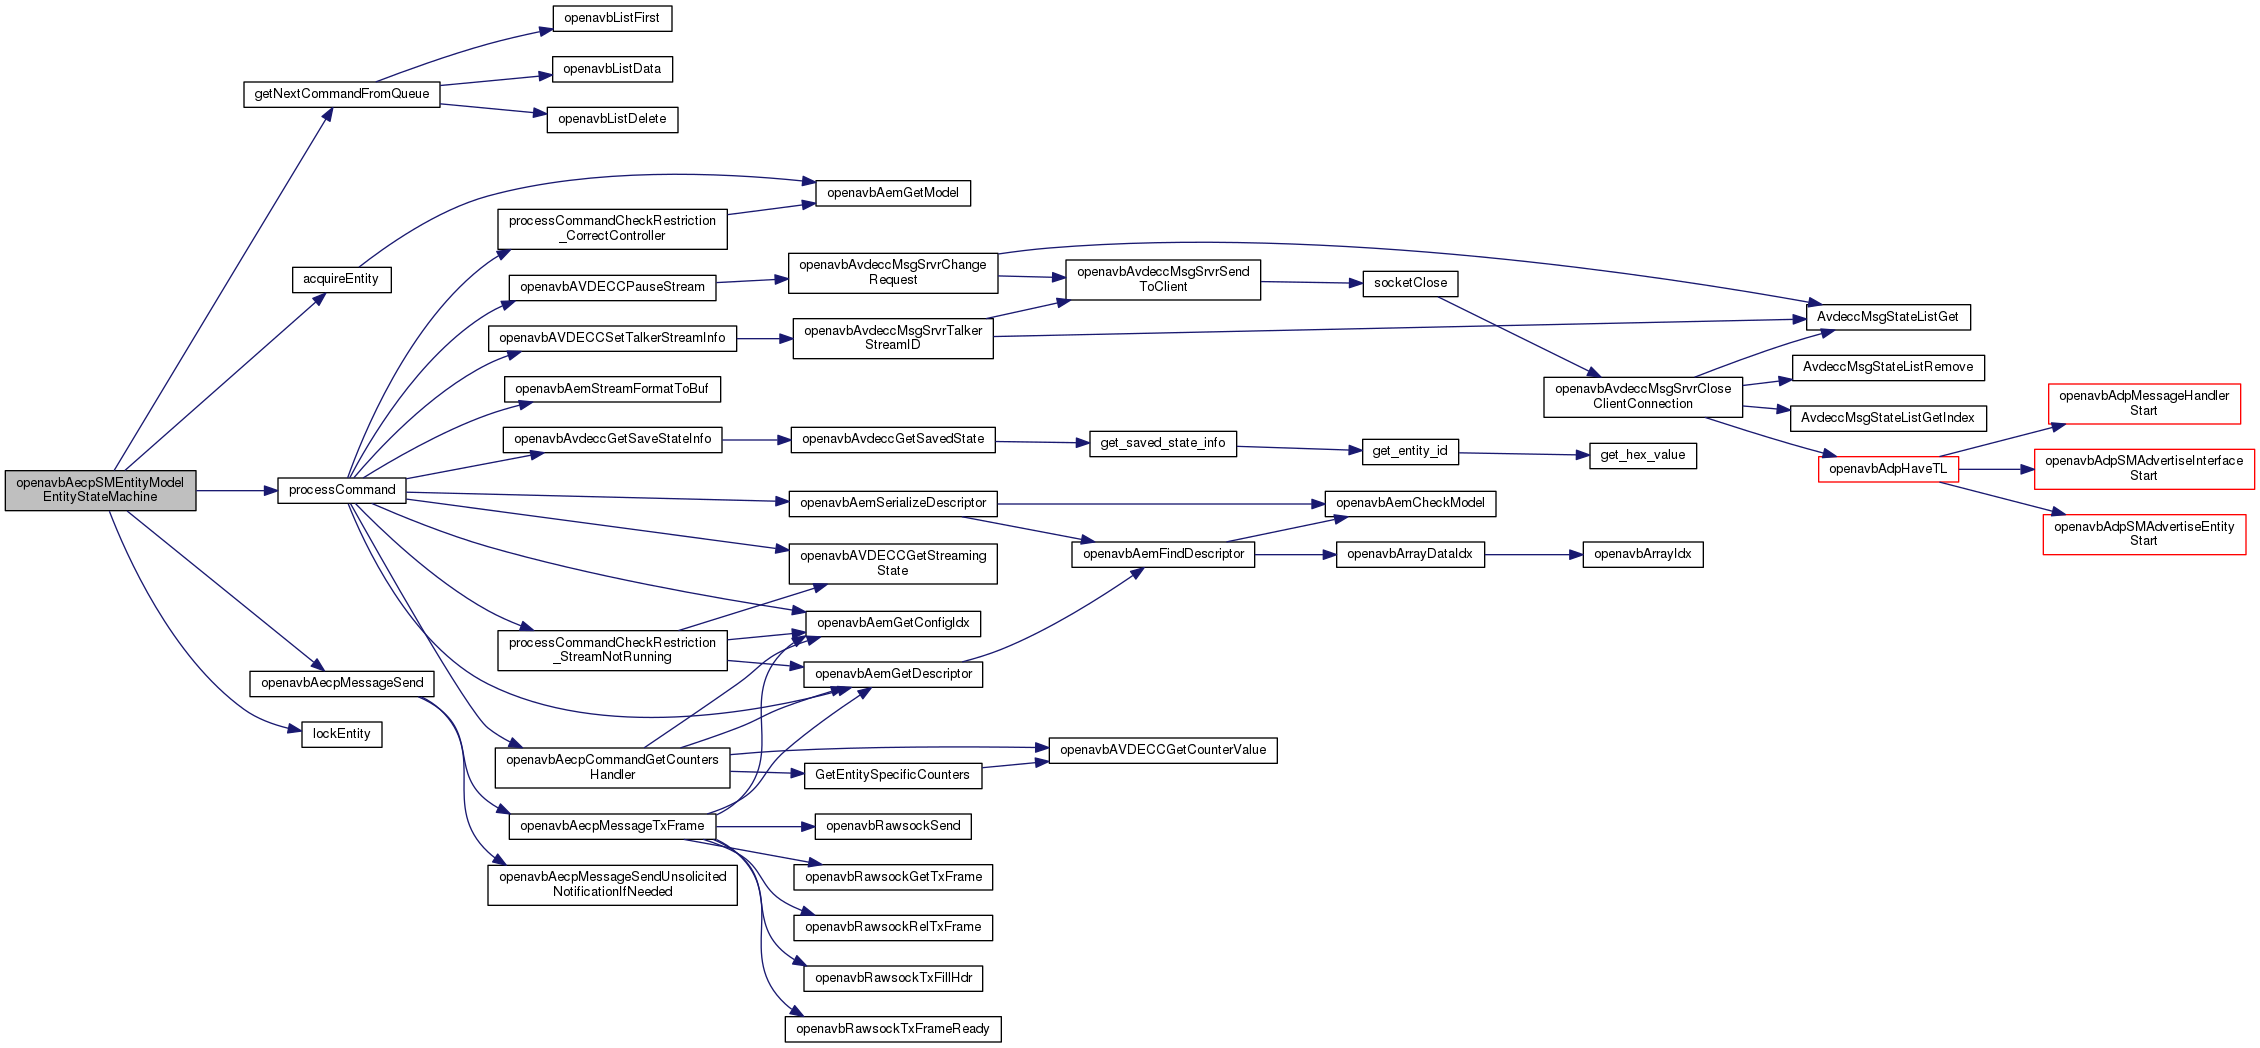 openavbListFirst
openavbListData
getNextCommandFromQueue
openavbListDelete
openavbAemGetModel
processCommandCheckRestriction
_CorrectController
acquireEntity
openavbAVDECCPauseStream
openavbAvdeccMsgSrvrChange
Request
openavbAvdeccMsgSrvrSend
ToClient
socketClose
AvdeccMsgStateListGet
openavbAVDECCSetTalkerStreamInfo
openavbAvdeccMsgSrvrTalker
StreamID
AvdeccMsgStateListRemove
openavbAemStreamFormatToBuf
openavbAvdeccMsgSrvrClose
ClientConnection
openavbAdpMessageHandler
Start
AvdeccMsgStateListGetIndex
openavbAvdeccGetSaveStateInfo
openavbAvdeccGetSavedState
get_saved_state_info
get_entity_id
get_hex_value
openavbAdpHaveTL
openavbAdpSMAdvertiseInterface
Start
openavbAecpSMEntityModel
EntityStateMachine
processCommand
openavbAemSerializeDescriptor
openavbAemCheckModel
openavbAdpSMAdvertiseEntity
Start
openavbAVDECCGetStreaming
State
openavbAemFindDescriptor
openavbArrayDataIdx
openavbArrayIdx
openavbAemGetConfigIdx
processCommandCheckRestriction
_StreamNotRunning
openavbAemGetDescriptor
openavbAecpMessageSend
lockEntity
openavbAecpCommandGetCounters
Handler
openavbAVDECCGetCounterValue
GetEntitySpecificCounters
openavbAecpMessageTxFrame
openavbRawsockSend
openavbRawsockGetTxFrame
openavbAecpMessageSendUnsolicited
NotificationIfNeeded
openavbRawsockRelTxFrame
openavbRawsockTxFillHdr
openavbRawsockTxFrameReady